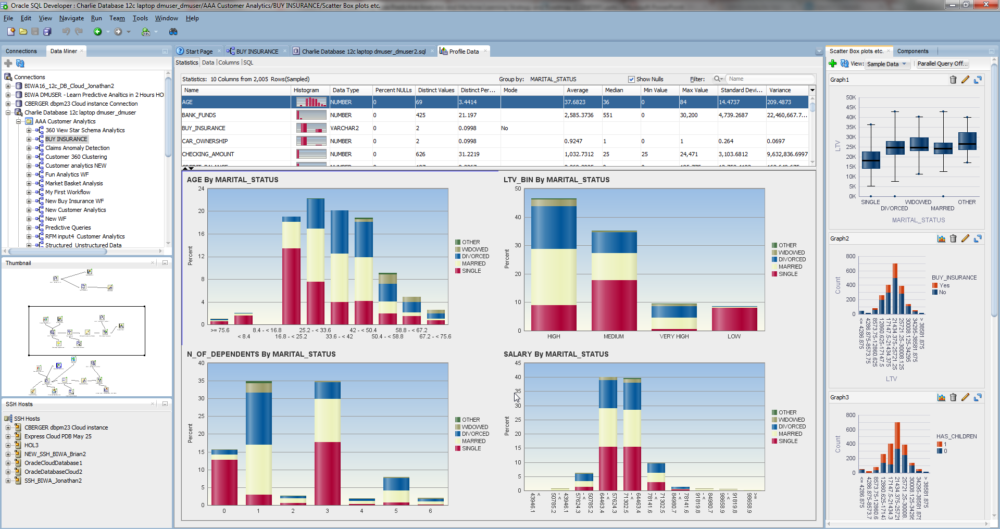 Oracle SQL Developer : Charlie Database 12c laptop dmuser_dmuser/AAA Customer Analytics/BUY INSURANCE/Scatter Box plots etc.
File Edit View Navigate Run Team Tools Window Help
Connections Data Miner
Connections
BIWA16_12c_DB_Cloud_Jonathan2
BIWA DMUSER - Learn Predictive Analtics in 2 Hours HO
CBERGER dbpm23 Cloud instance Connection
Charlie Database 12c laptop dmuser_dmuser
AAA Customer Analytics
360 View Star Schema Analytics
BUY INSURANCE
Claims Anomaly Detection
Customer 360 Clustering
Customer analytics NEW
Fun Analytics WF
Market Basket Analysis
My First Workflow
New Buy Insurance WF
New Customer Analytics
New WF
Predictive Queries
RFM input4 Customer Analytics
Structured Unstructured Data
Thumbnail
SSH Hosts
SSH Hosts
CBERGER dbpm23 Cloud instance
Express Cloud PDB May 25
HOL3
NEW_SSH_BIWA_Brian2
OracleCloudDatabase1
OracleDatabaseCloud2
SSH_BIWA_Jonathan2
Start Page BUY INSURANCE Charlie Database 12c laptop dmuser_dmuser2.sql Profile Data
Statistics Data Columns SQL
Statistics: 10 Columns from 2,005 Rows(Sampled) Group by: MARITAL_STATUS Show Nulls Filter: Name
Name Histogram Data Type Percent NULLs Distinct Values Distinct Per... Mode Average Median Min Value Max Value Standard Devi... Variance
AGE NUMBER 0 69 3.4414 37.6823 36 0 84 14.4737 209.4873
BANK_FUNDS NUMBER 0 425 21.197 2,585.3736 551 0 30,200 4,739.2687 22,460,667.7...
BUY_INSURANCE VARCHAR2 0 2 0.0998 No
CAR_OWNERSHIP NUMBER 0 2 0.0998 0.9247 1 0 1 0.264 0.0697
CHECKING_AMOUNT NUMBER 0 626 31.2219 1,032.7312 25 25 24,471 3,103.6812 9,632,836.6997
AGE By MARITAL_STATUS
24
20
16
12
8
4
0
Percent
>= 75.6 8.4 - < 16.8 25.2 - < 33.6 42 - < 50.4 58.8 - < 67.2
< 8.4 16.8 - < 25.2 33.6 - < 42 50.4 - < 58.8 67.2 - < 75.6
OTHER
WIDOWED
DIVORCED
MARRIED
SINGLE
LTV_BIN By MARITAL_STATUS
50
40
30
20
10
0
Percent
HIGH MEDIUM VERY HIGH LOW
OTHER
WIDOWED
DIVORCED
MARRIED
SINGLE
N_OF_DEPENDENTS By MARITAL_STATUS
40
35
30
25
20
15
10
5
0
Percent
0 1 2 3 4 5 6
OTHER
WIDOWED
DIVORCED
MARRIED
SINGLE
SALARY By MARITAL_STATUS
45
40
35
30
25
20
15
10
5
0
Percent
< 43946.1
43946.1 - < 50785.2
50785.2 - < 57624.3
57624.3 - < 64463.4
64463.4 - < 71302.5
71302.5 - < 78141.6
78141.6 - < 84980.7
84980.7 - < 91819.8
91819.8 - < 98658.9
>= 98658.9
OTHER
WIDOWED
DIVORCED
MARRIED
SINGLE
Scatter Box plots etc. Components
View: Sample Data Parallel Query Off...
Graph1
50K
45K
40K
35K
30K
25K
20K
15K
10K
5K
0K
LTV
SINGLE WIDOWED OTHER
DIVORCED MARRIED
MARITAL_STATUS
Graph2
800
600
400
200
0
Count
<= 4286.875
4286.875-8573.75
8573.75-12860.625
12860.625-17147.5
17147.5-21434.375
21434.375-25721.25
25721.25-30008.125
30008.125-34295
34295-38581.875
> 38581.875
LTV
BUY_INSURANCE
Yes
No
Graph3
800
600
400
200
0
Count
<= 4286.875
4286.875-8573.7
8573.75-12860.6
12860.625-17147
17147.5-21434.3
21434.375-25721
25721.25-30008.
30008.125-34295
34295-38581.875
> 38581.875
HAS_CHILDREN
1
0